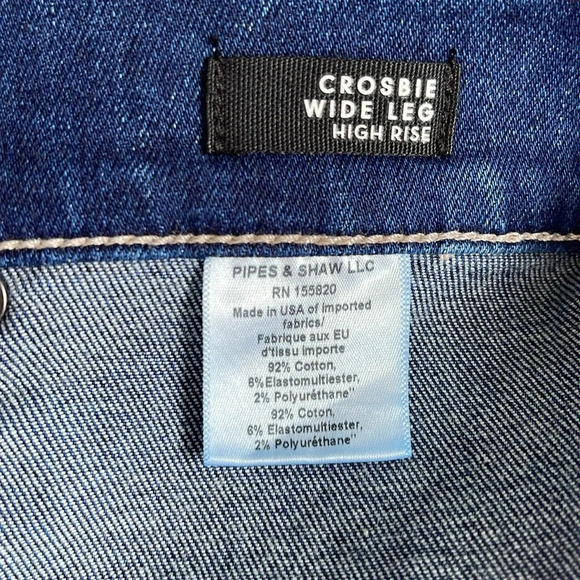 CROSBIE
WIDE LEG
HIGH RISE
PIPES & SHAW LLC
RN 155820
Made in USA of imported
fabrics/
Fabrique aux EU
d'tissu importe
92% Cotton,
6%Elastomultiester,
2% Polyuréthane"
92% Coton,
6% Elastomultiester,
2% Polyuréthane"